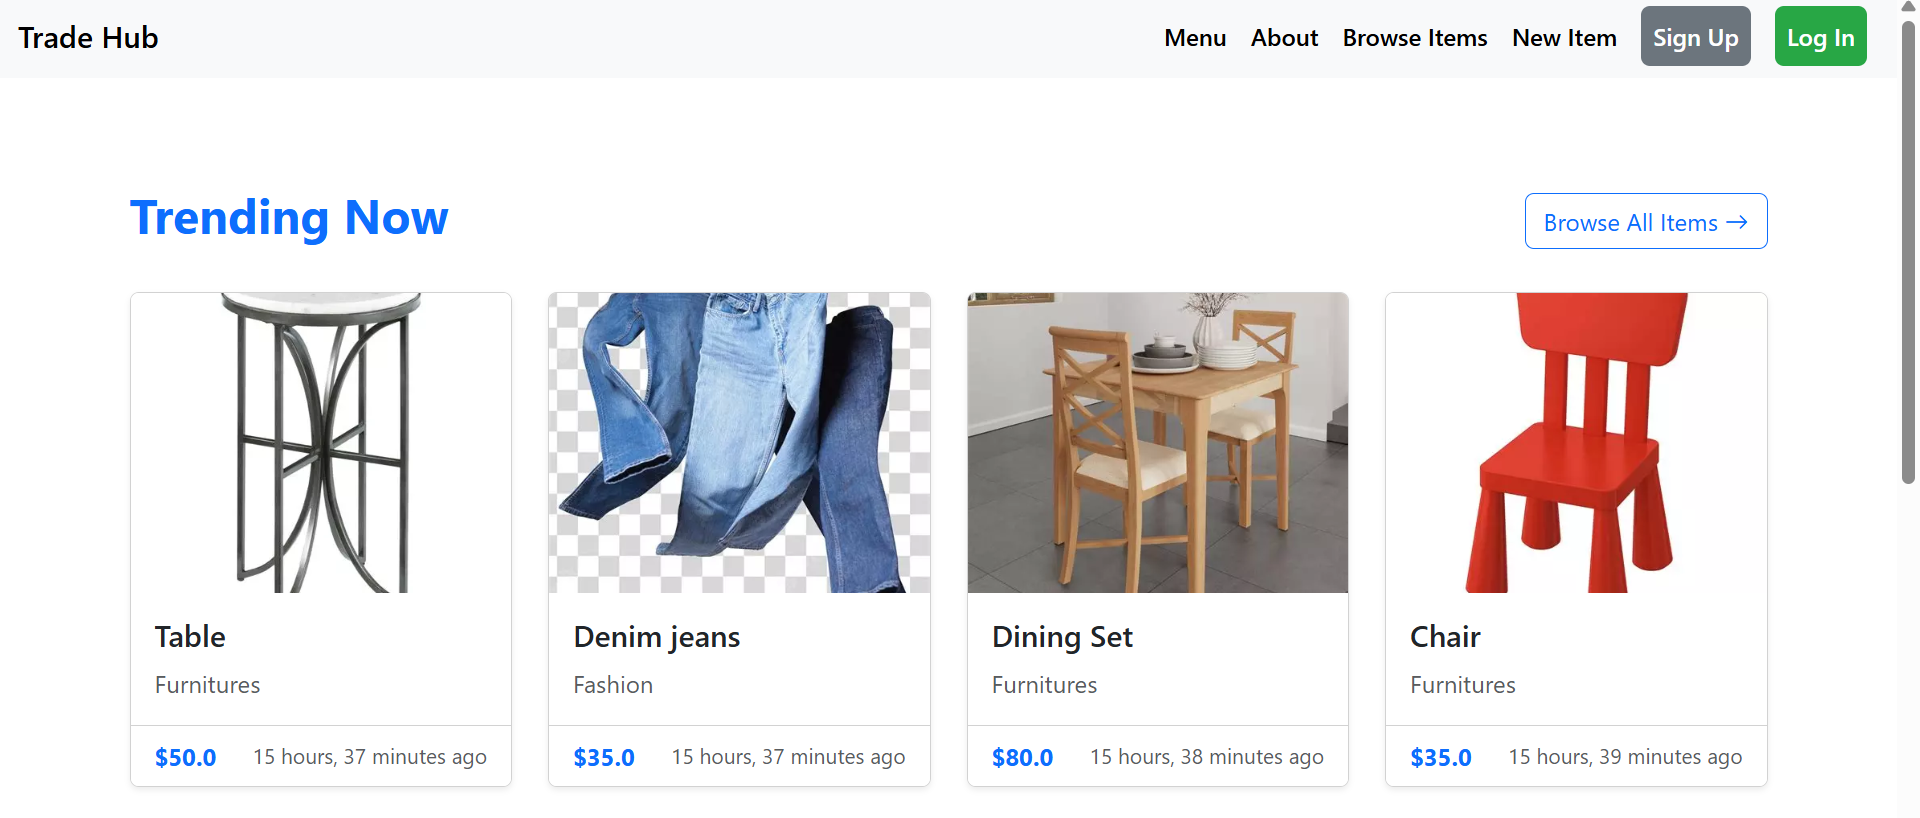 Trade Hub
Menu About Browse Items New Item Sign Up Log In
Trending Now
Browse All Items →
Table
Furnitures
$50.0 15 hours, 37 minutes ago
Denim jeans
Fashion
$35.0 15 hours, 37 minutes ago
Dining Set
Furnitures
$80.0 15 hours, 38 minutes ago
Chair
Furnitures
$35.0 15 hours, 39 minutes ago